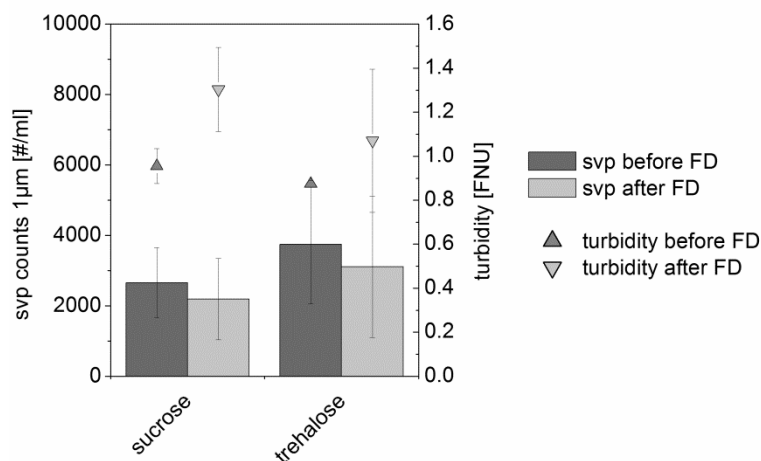 10000
8000
6000
4000
2000
0
svp counts 1µm [#/ml]
1.6
1.4
1.2
1.0
0.8
0.6
0.4
0.2
0.0
turbidity [FNU]
sucrose
trehalose
svp before FD
svp after FD
turbidity before FD
turbidity after FD